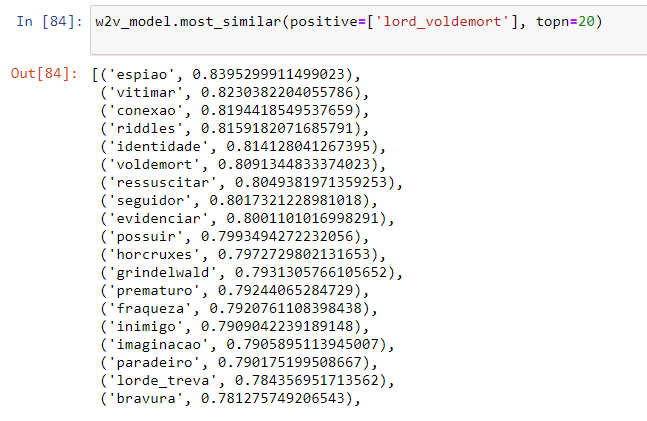 In [84]: w2v_model.most_similar(positive=['lord_voldemort'], topn=20)
Out[84]: [('espiao', 0.8395299911499023),
('vitimar', 0.8230382204055786),
('conexao', 0.8194418549537659),
('riddles', 0.8159182071685791),
('identidade', 0.814128041267395),
('voldemort', 0.8091344833374023),
('ressuscitar', 0.8049381971359253),
('seguidor', 0.8017321228981018),
('evidenciar', 0.8001101016998291),
('possuir', 0.7993494272232056),
('horcruxes', 0.7972729802131653),
('grindelwald', 0.7931305766105652),
('prematuro', 0.79244065284729),
('fraqueza', 0.7920761108398438),
('inimigo', 0.7909042239189148),
('imaginacao', 0.7905895113945007),
('paradeiro', 0.790175199508667),
('lorde_treva', 0.784356951713562),
('bravura', 0.781275749206543),